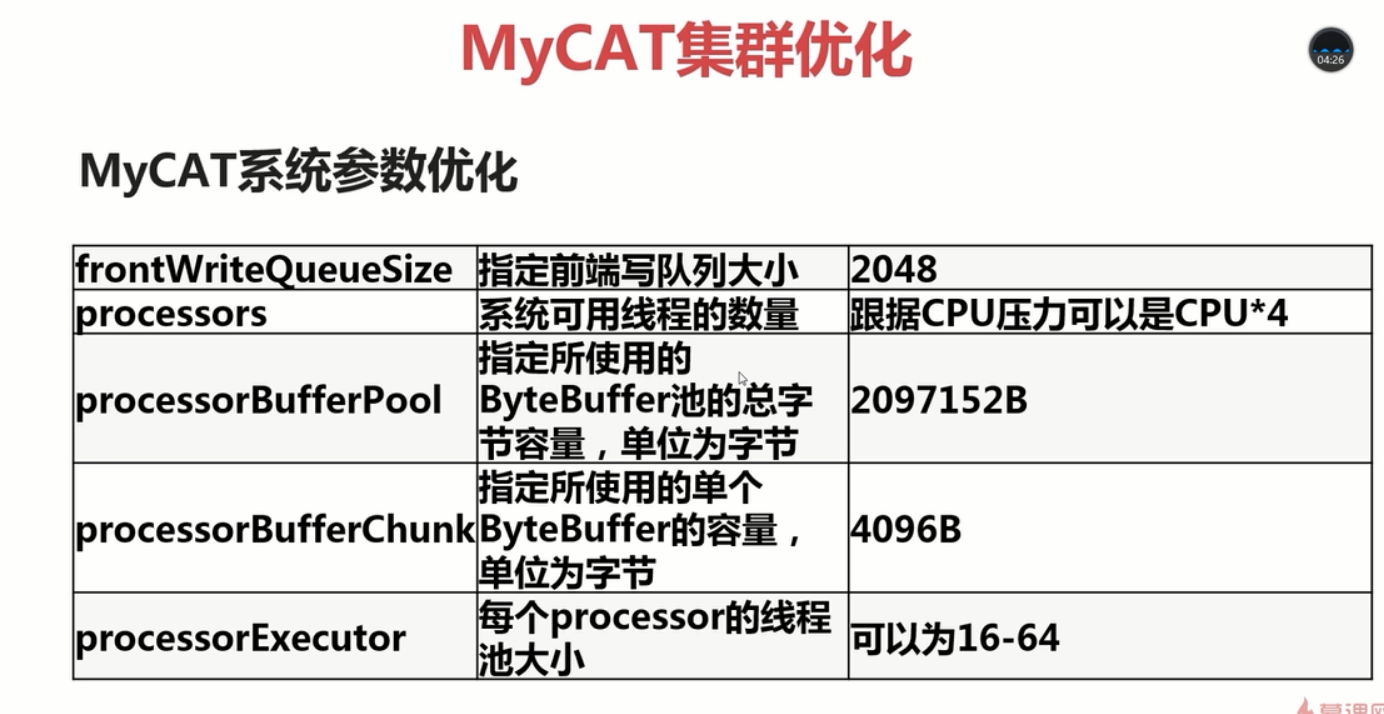 MyCAT集群优化
04:26
MyCAT系统参数优化
frontWriteQueueSize 指定前端写队列大小 2048
processors 系统可用线程的数量 跟据CPU压力可以是CPU*4
指定所使用的
processorBufferPool ByteBuffer池的总字 2097152B
节容量，单位为字节
指定所使用的单个
processorBufferChunk ByteBuffer的容量， 4096B
单位为字节
每个processor的线程
processorExecutor 可以为16-64
池大小
慕课网